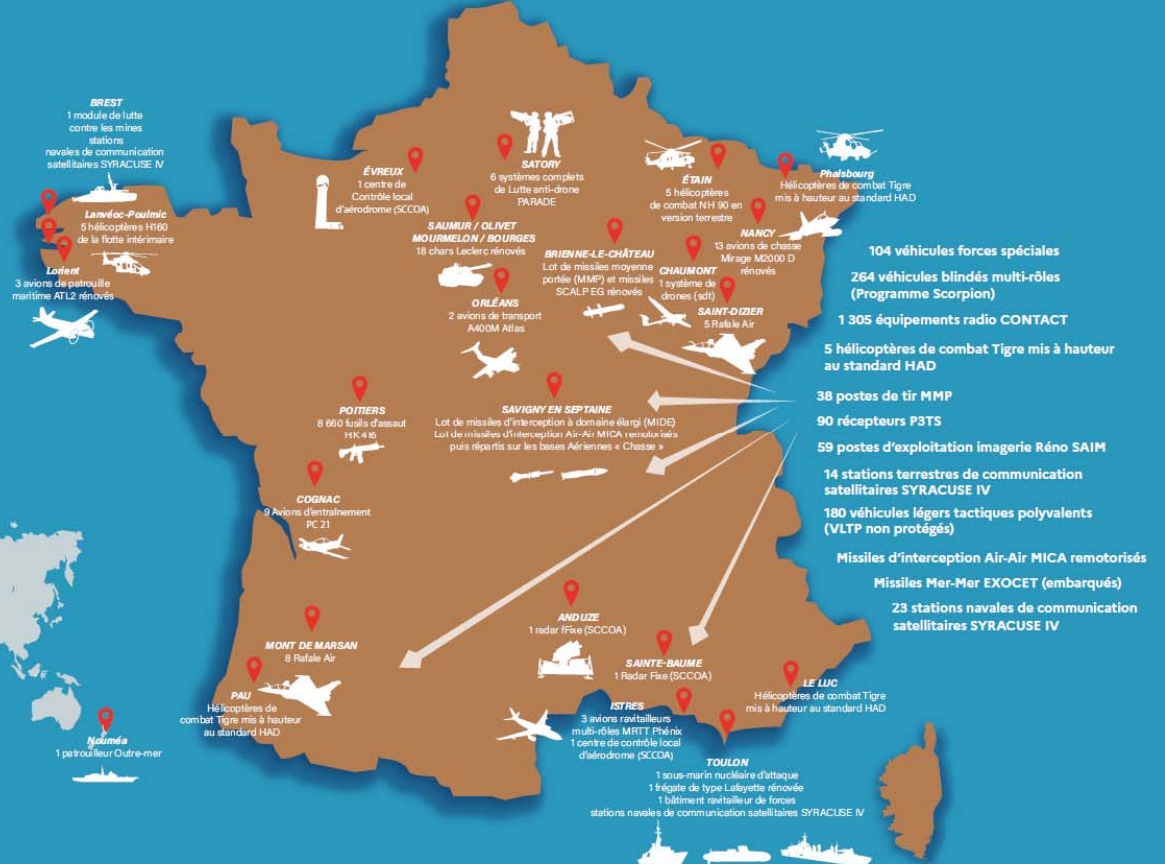 BREST
1 module de lutte
contre les mines
stations
navales de communication
satellitaires SYRACUSE IV
Lanvéoc-Poulmic
5 hélicoptères H160
de la flotte intérimaire
Lorient
3 avions de patrouille
maritime ATL2 rénovés
ÉVREUX
1 centre de
Contrôle local
d'aérodrome (SCCOA)
SATORY
6 systèmes complets
de Lutte anti-drone
PARADE
SAUMUR / OLIVET
MOURMELON / BOURGES
18 chars Leclerc rénovés
ORLÉANS
2 avions de transport
A400M Atlas
ÉTAIN
5 hélicoptères
de combat NH 90 en
version terrestre
Phalsbourg
Hélicoptères de combat Tigre
mis à hauteur au standard HAD
NANCY
13 avions de chasse
Mirage M2000 D
rénovés
BRIENNE-LE-CHÂTEAU
Lot de missiles moyenne
portée (MMP) et missiles
SCALP EG rénovés
CHAUMONT
1 système de
drones (sdt)
SAINT-DIZIER
5 Rafale Air
POITIERS
8 660 fusils d'assaut
HK 416
SAVIGNY EN SEPTAINE
Lot de missiles d'interception à domaine élargi (MIDE)
Lot de missiles d'interception Air-Air MICA remotorisés
puis répartis sur les bases Aériennes « Chasse »
COGNAC
9 Avions d'entraînement
PC 21
MONT DE MARSAN
8 Rafale Air
PAU
Hélicoptères de
combat Tigre mis à hauteur
au standard HAD
ANDUZE
1 radar fFixe (SCCOA)
SAINTE-BAUME
1 Radar Fixe (SCCOA)
LE LUC
Hélicoptères de combat Tigre
mis à hauteur au standard HAD
ISTRES
3 avions ravitailleurs
multi-rôles MRTT Phénix
1 centre de contrôle local
d'aérodrome (SCCOA)
TOULON
1 sous-marin nucléaire d'attaque
1 frégate de type Lafayette rénovée
1 bâtiment ravitailleur de forces
stations navales de communication satellitaires SYRACUSE IV
Nouméa
1 patrouilleur Outre-mer
104 véhicules forces spéciales
264 véhicules blindés multi-rôles
(Programme Scorpion)
1 305 équipements radio CONTACT
5 hélicoptères de combat Tigre mis à hauteur
au standard HAD
38 postes de tir MMP
90 récepteurs P3TS
59 postes d'exploitation imagerie Réno SAIM
14 stations terrestres de communication
satellitaires SYRACUSE IV
180 véhicules légers tactiques polyvalents
(VLTP non protégés)
Missiles d'interception Air-Air MICA remotorisés
Missiles Mer-Mer EXOCET (embarqués)
23 stations navales de communication
satellitaires SYRACUSE IV